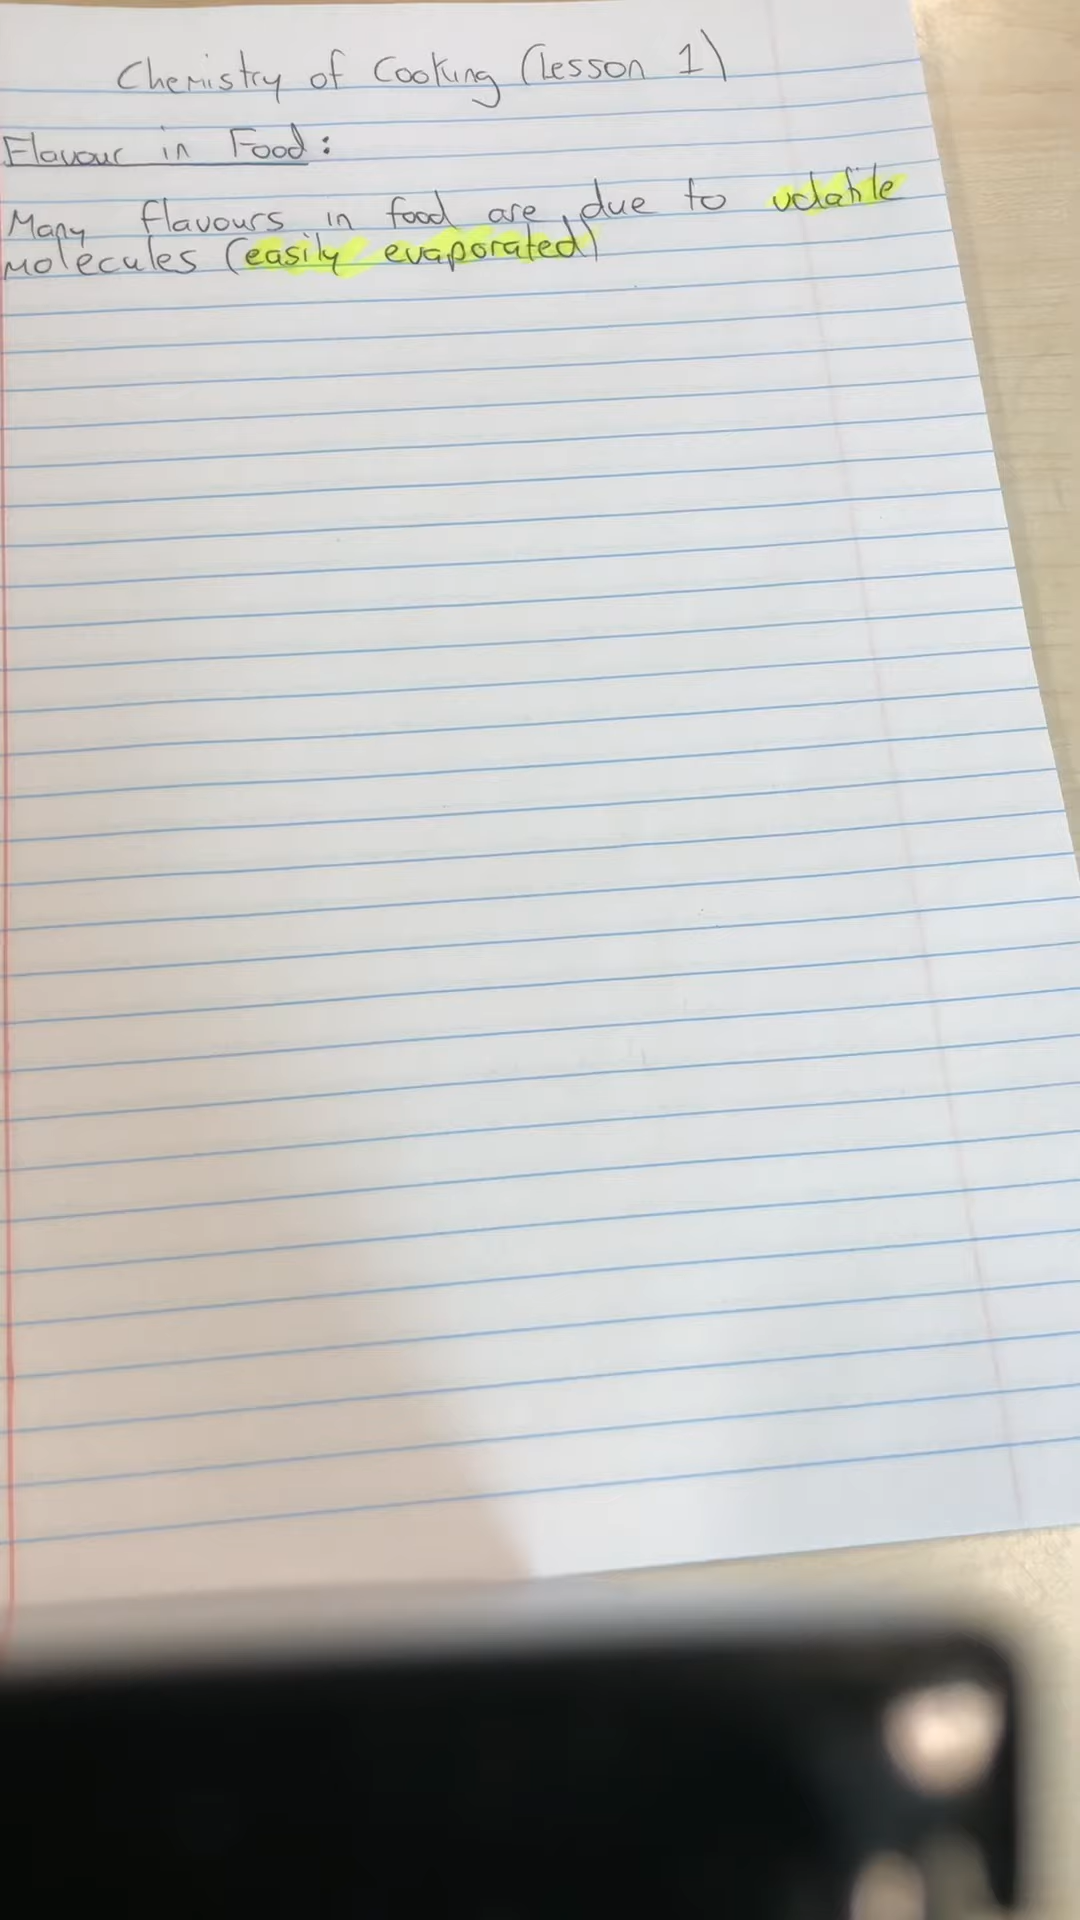 Chemistry of Cooking (Lesson 1)
Flavour in Food:
Many flavours in food are due to volatile
molecules (easily evaporated)